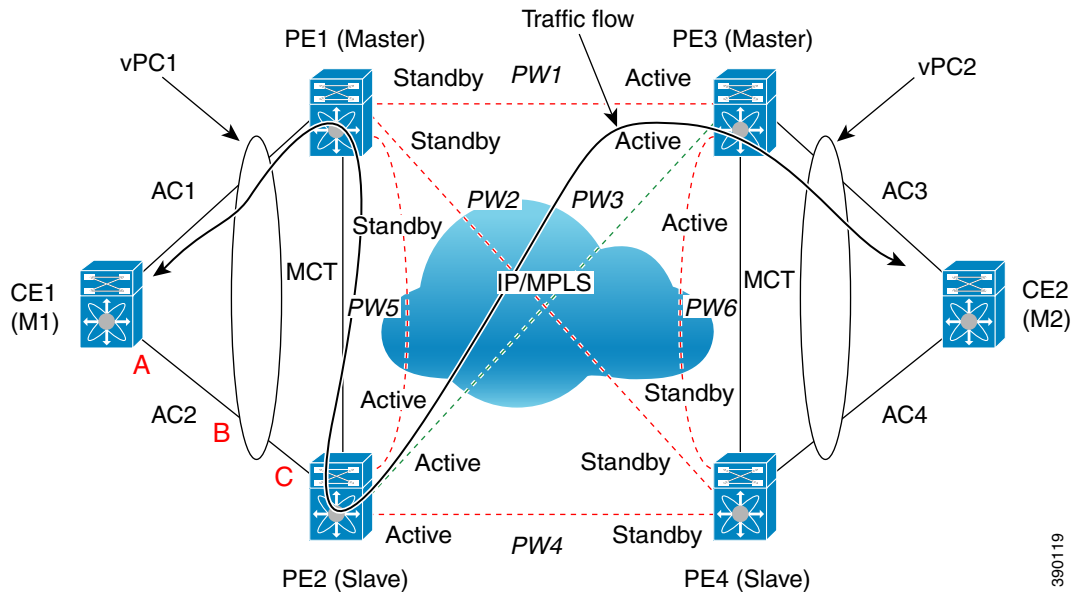 Traffic flow
PE1 (Master)
PE3 (Master)
vPC1
vPC2
Standby
PW1
Active
Standby
Active
AC1
AC3
PW2
PW3
Standby
Active
MCT
IP/MPLS
MCT
CE1
(M1)
CE2
(M2)
PW5
PW6
A
Active
Standby
AC2
AC4
B
C
Active
Standby
Active
PW4
Standby
PE2 (Slave)
PE4 (Slave)
390119